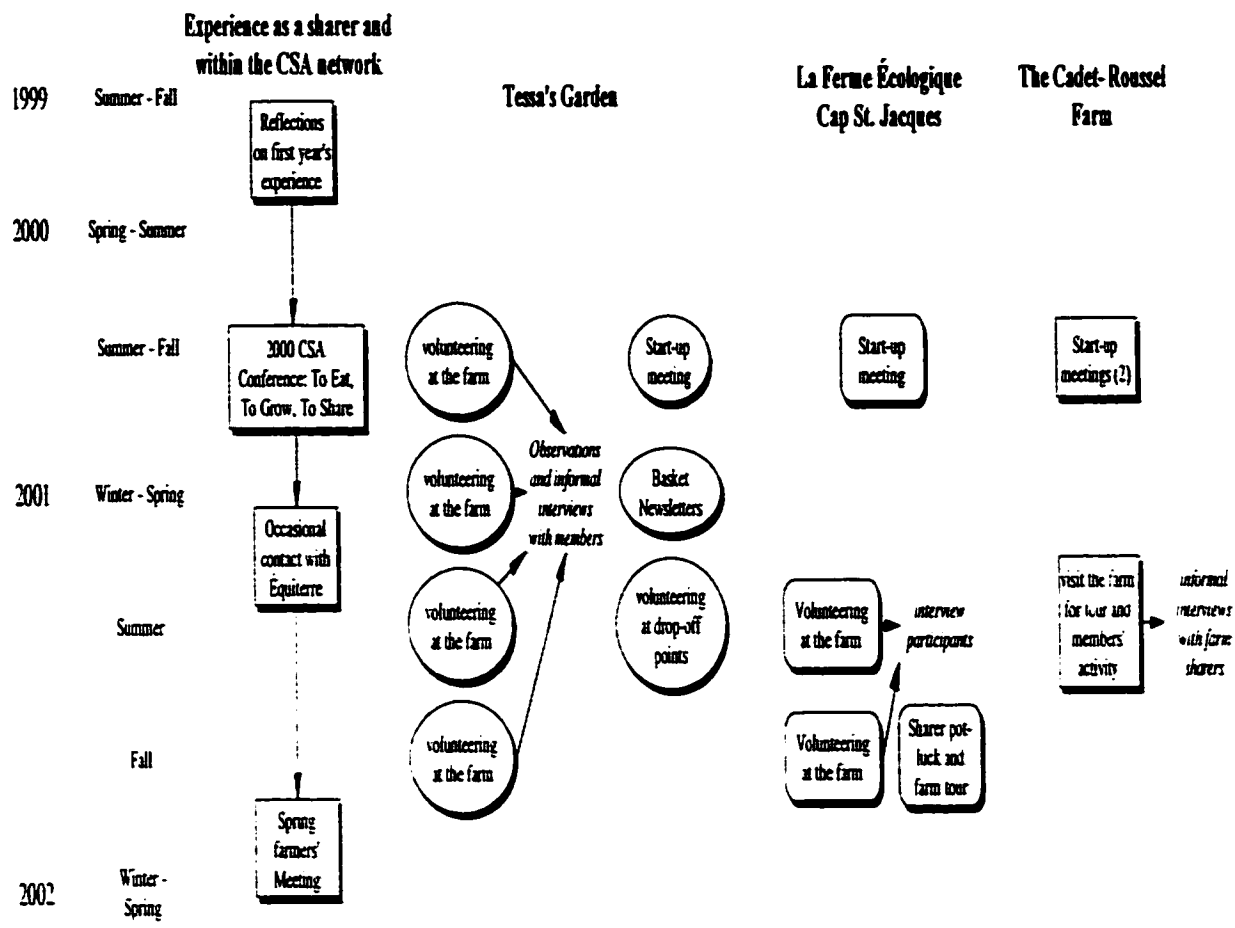 Experience as a sharer and
within the CSA network
Tessa's Garden
La Ferme Écologique
Cap St. Jacques
The Cadet-Roussel
Farm
1999
Summer - Fall
Reflections
on first year's
experience
2000
Spring - Summer
Summer - Fall
2000 CSA
Conference: To Eat,
To Grow, To Share
volunteering
at the farm
Start-up
meeting
Start-up
meeting
Start-up
meetings (2)
Observations
and informal
interviews
with members
2001
Winter - Spring
volunteering
at the farm
Basket
Newsletters
Occasional
contact with
Équiterre
Summer
volunteering
at the farm
volunteering
at drop-off
points
Volunteering
at the farm
interview
participants
visit the farm
for tour and
members'
activity
informal
interviews
with farm
sharers
Fall
volunteering
at the farm
Volunteering
at the farm
Sharer pot-
luck and
farm tour
Spring
farmers'
Meeting
2002
Winter -
Spring